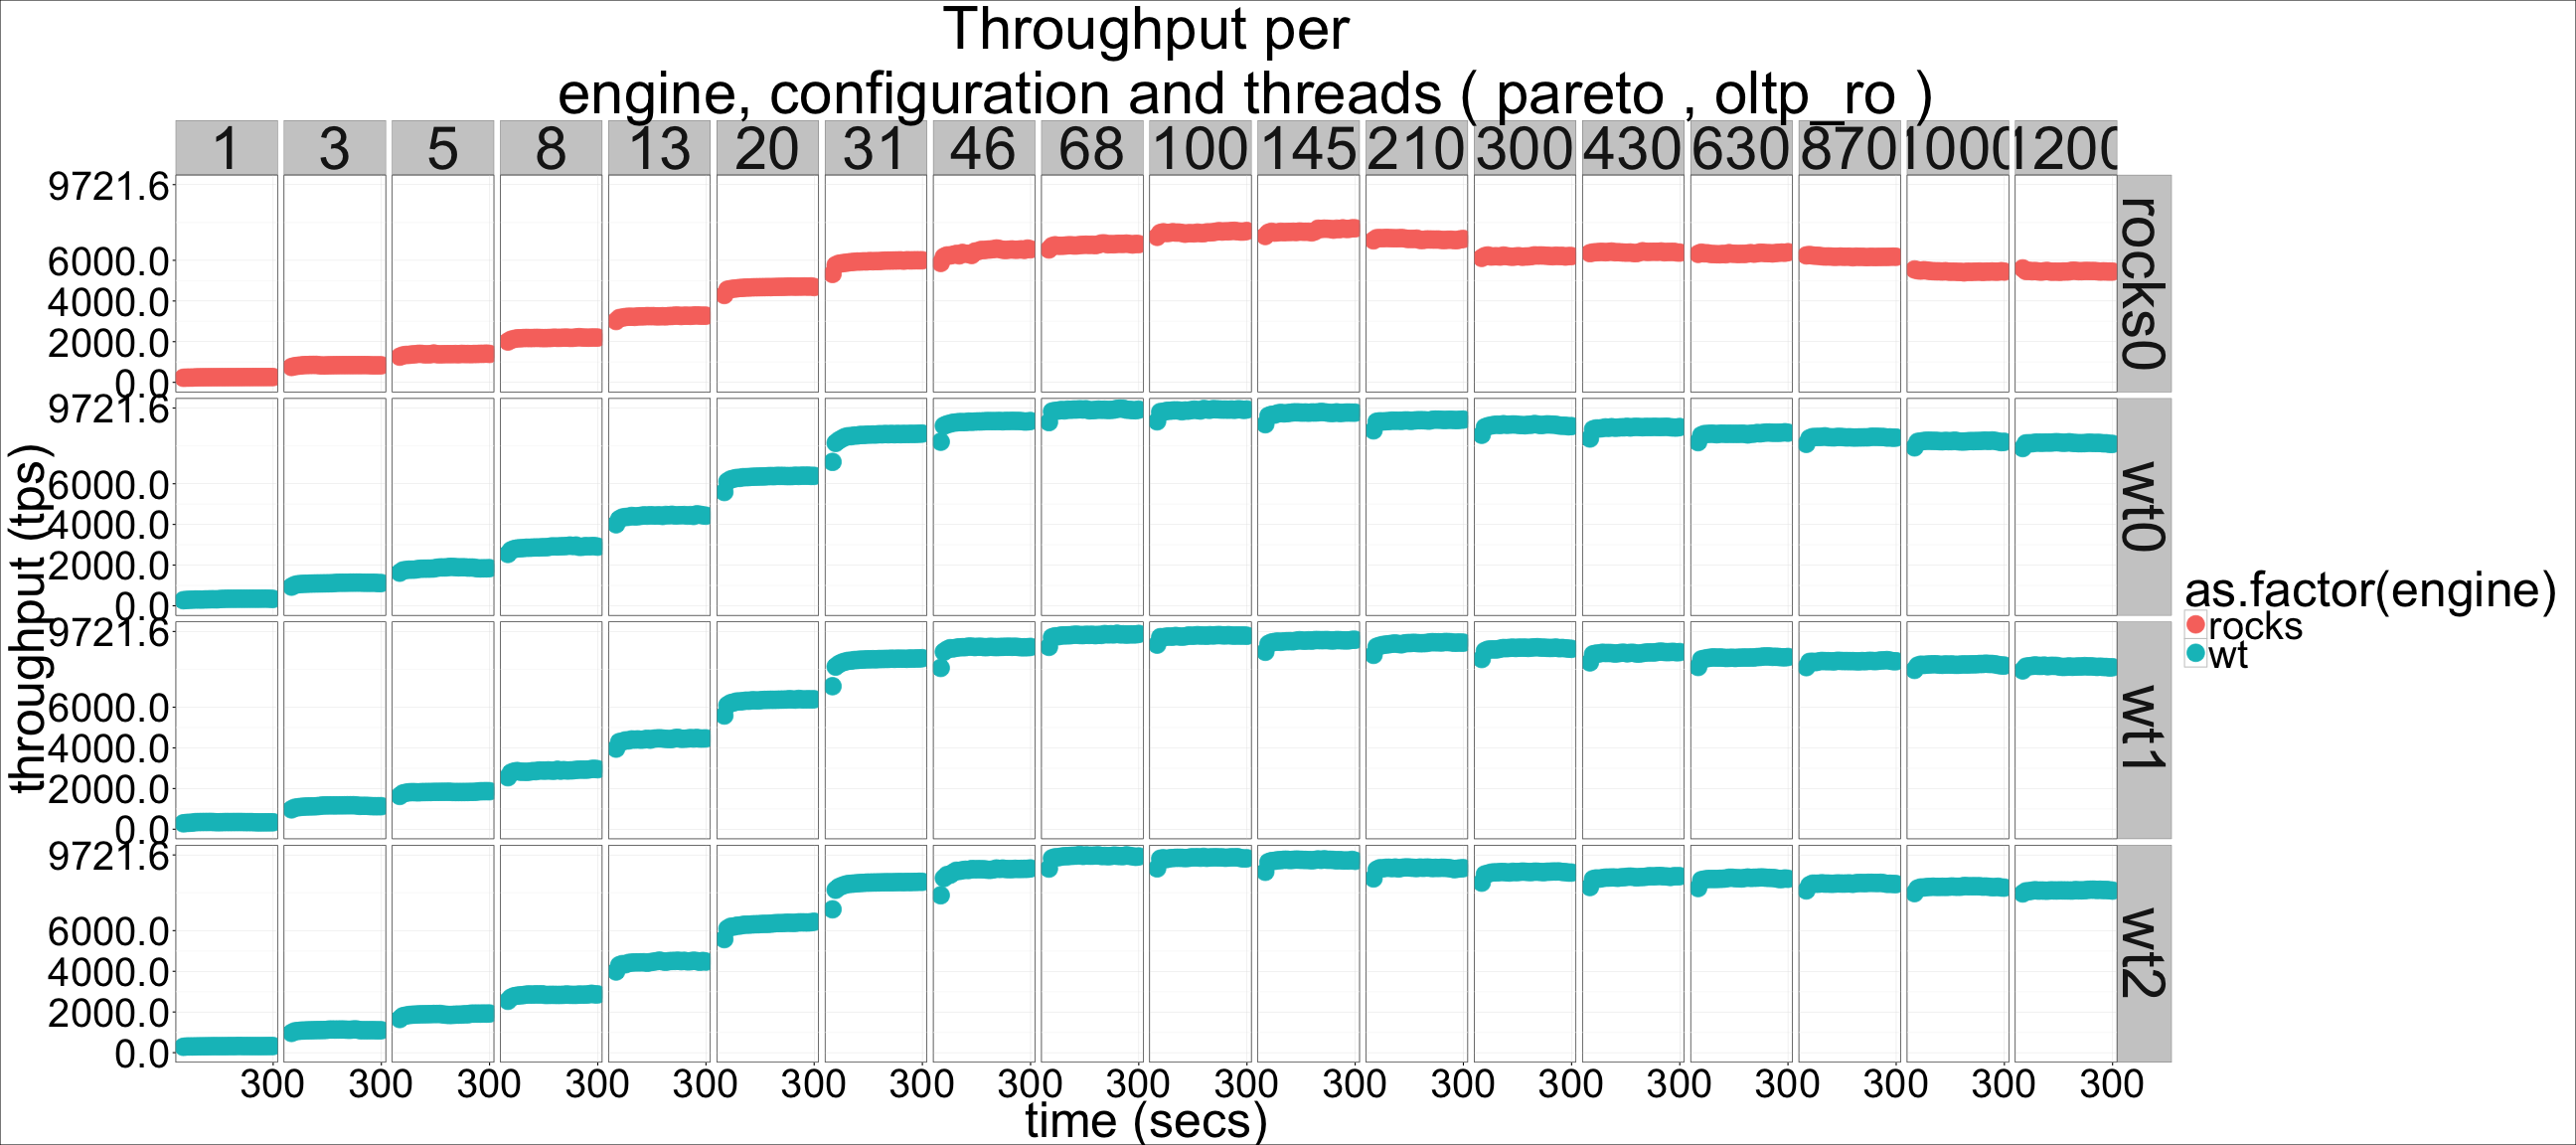 Throughput per
engine, configuration and threads ( pareto , oltp_ro )
1 3 5 8 13 20 31 46 68 100 145 210 300 430 630 870 1000 1200
9721.6
6000.0
4000.0
2000.0
0.0
rocks0
9721.6
6000.0
4000.0
2000.0
0.0
wt0
9721.6
6000.0
4000.0
2000.0
0.0
wt1
9721.6
6000.0
4000.0
2000.0
0.0
wt2
throughput (tps)
300 300 300 300 300 300 300 300 300 300 300 300 300 300 300 300 300 300
time (secs)
as.factor(engine)
rocks
wt